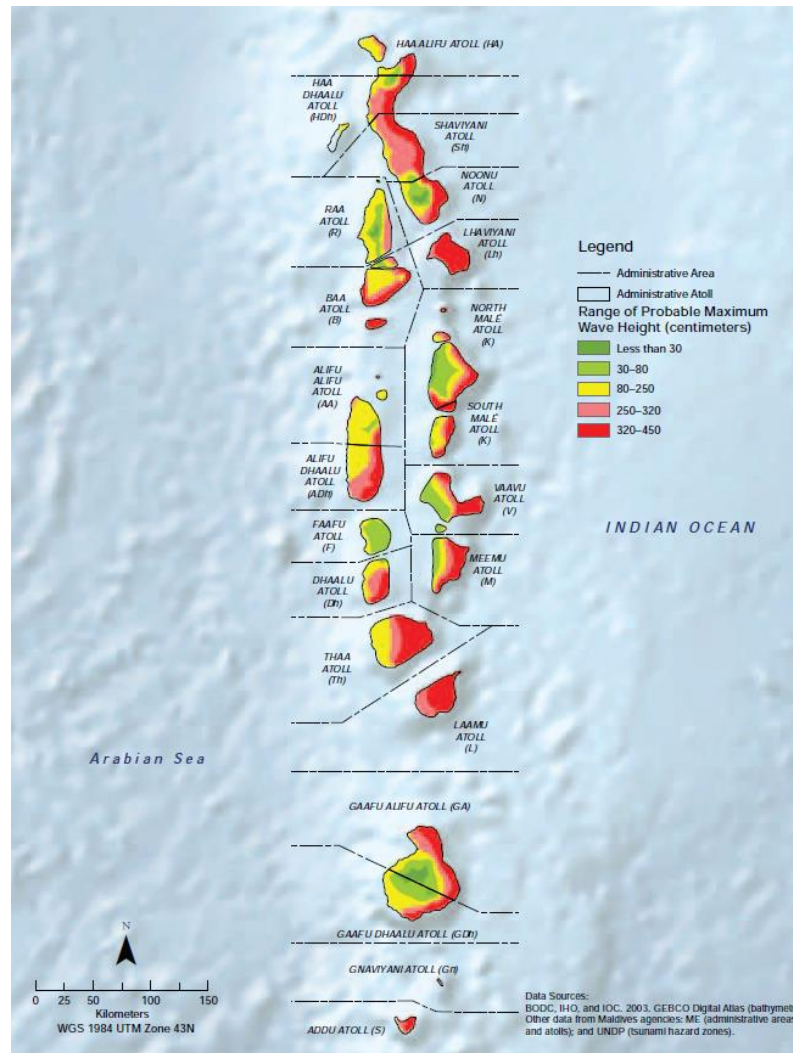 HAA ALIFU ATOLL (HA)
HAA
DHAALU
ATOLL
(HDh)
SHAVIYANI
ATOLL
(Sh)
NOONU
ATOLL
(N)
RAA
ATOLL
(R)
LHAVIYANI
ATOLL
(Lh)
BAA
ATOLL
(B)
NORTH
MALÉ
ATOLL
(K)
ALIFU
ALIFU
ATOLL
(AA)
SOUTH
MALÉ
ATOLL
(K)
ALIFU
DHAALU
ATOLL
(ADh)
VAAVU
ATOLL
(V)
FAAFU
ATOLL
(F)
MEEMU
ATOLL
(M)
DHAALU
ATOLL
(Dh)
THAA
ATOLL
(Th)
LAAMU
ATOLL
(L)
GAAFU ALIFU ATOLL (GA)
GAAFU DHAALU ATOLL (GDh)
GNAVIYANI ATOLL (Gn)
ADDU ATOLL (S)
Legend
Administrative Area
Administrative Atoll
Range of Probable Maximum
Wave Height (centimeters)
Less than 30
30–80
80–250
250–320
320–450
INDIAN OCEAN
Arabian Sea
N
0 25 50 100 150
Kilometers
WGS 1984 UTM Zone 43N
Data Sources:
BODC, IHO, and IOC. 2003. GEBCO Digital Atlas (bathymet
Other data from Maldives agencies: ME (administrative areas
and atolls); and UNDP (tsunami hazard zones).